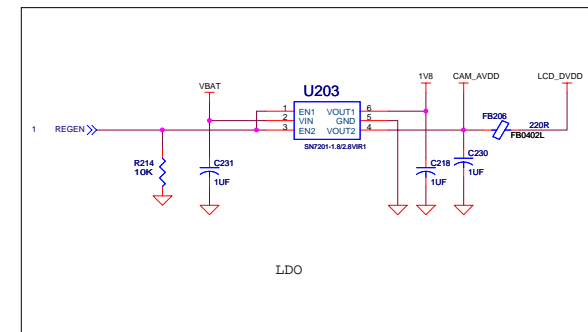 1V8 CAM_AVDD LCD_DVDD
VBAT
U203
1 EN1 VOUT1 6
2 VIN GND 5
3 EN2 VOUT2 4
SN7201-1.8/2.8VIR1
FB206
220R
FB0402L
1 REGEN
R214
10K
C231
1UF
C218
1UF
C230
1UF
LDO